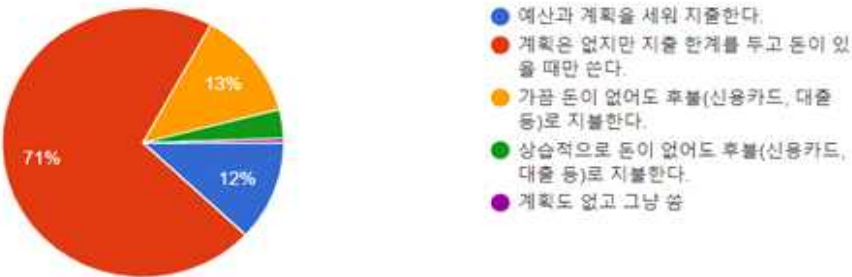 13%
71%
12%
예산과 계획을 세워 지출한다.
계획은 없지만 지출 한계를 두고 돈이 있
을 때만 쓴다.
가끔 돈이 없어도 후불(신용카드, 대출
등)로 지불한다.
상습적으로 돈이 없어도 후불(신용카드,
대출 등)로 지불한다.
계획도 없고 그냥 씀